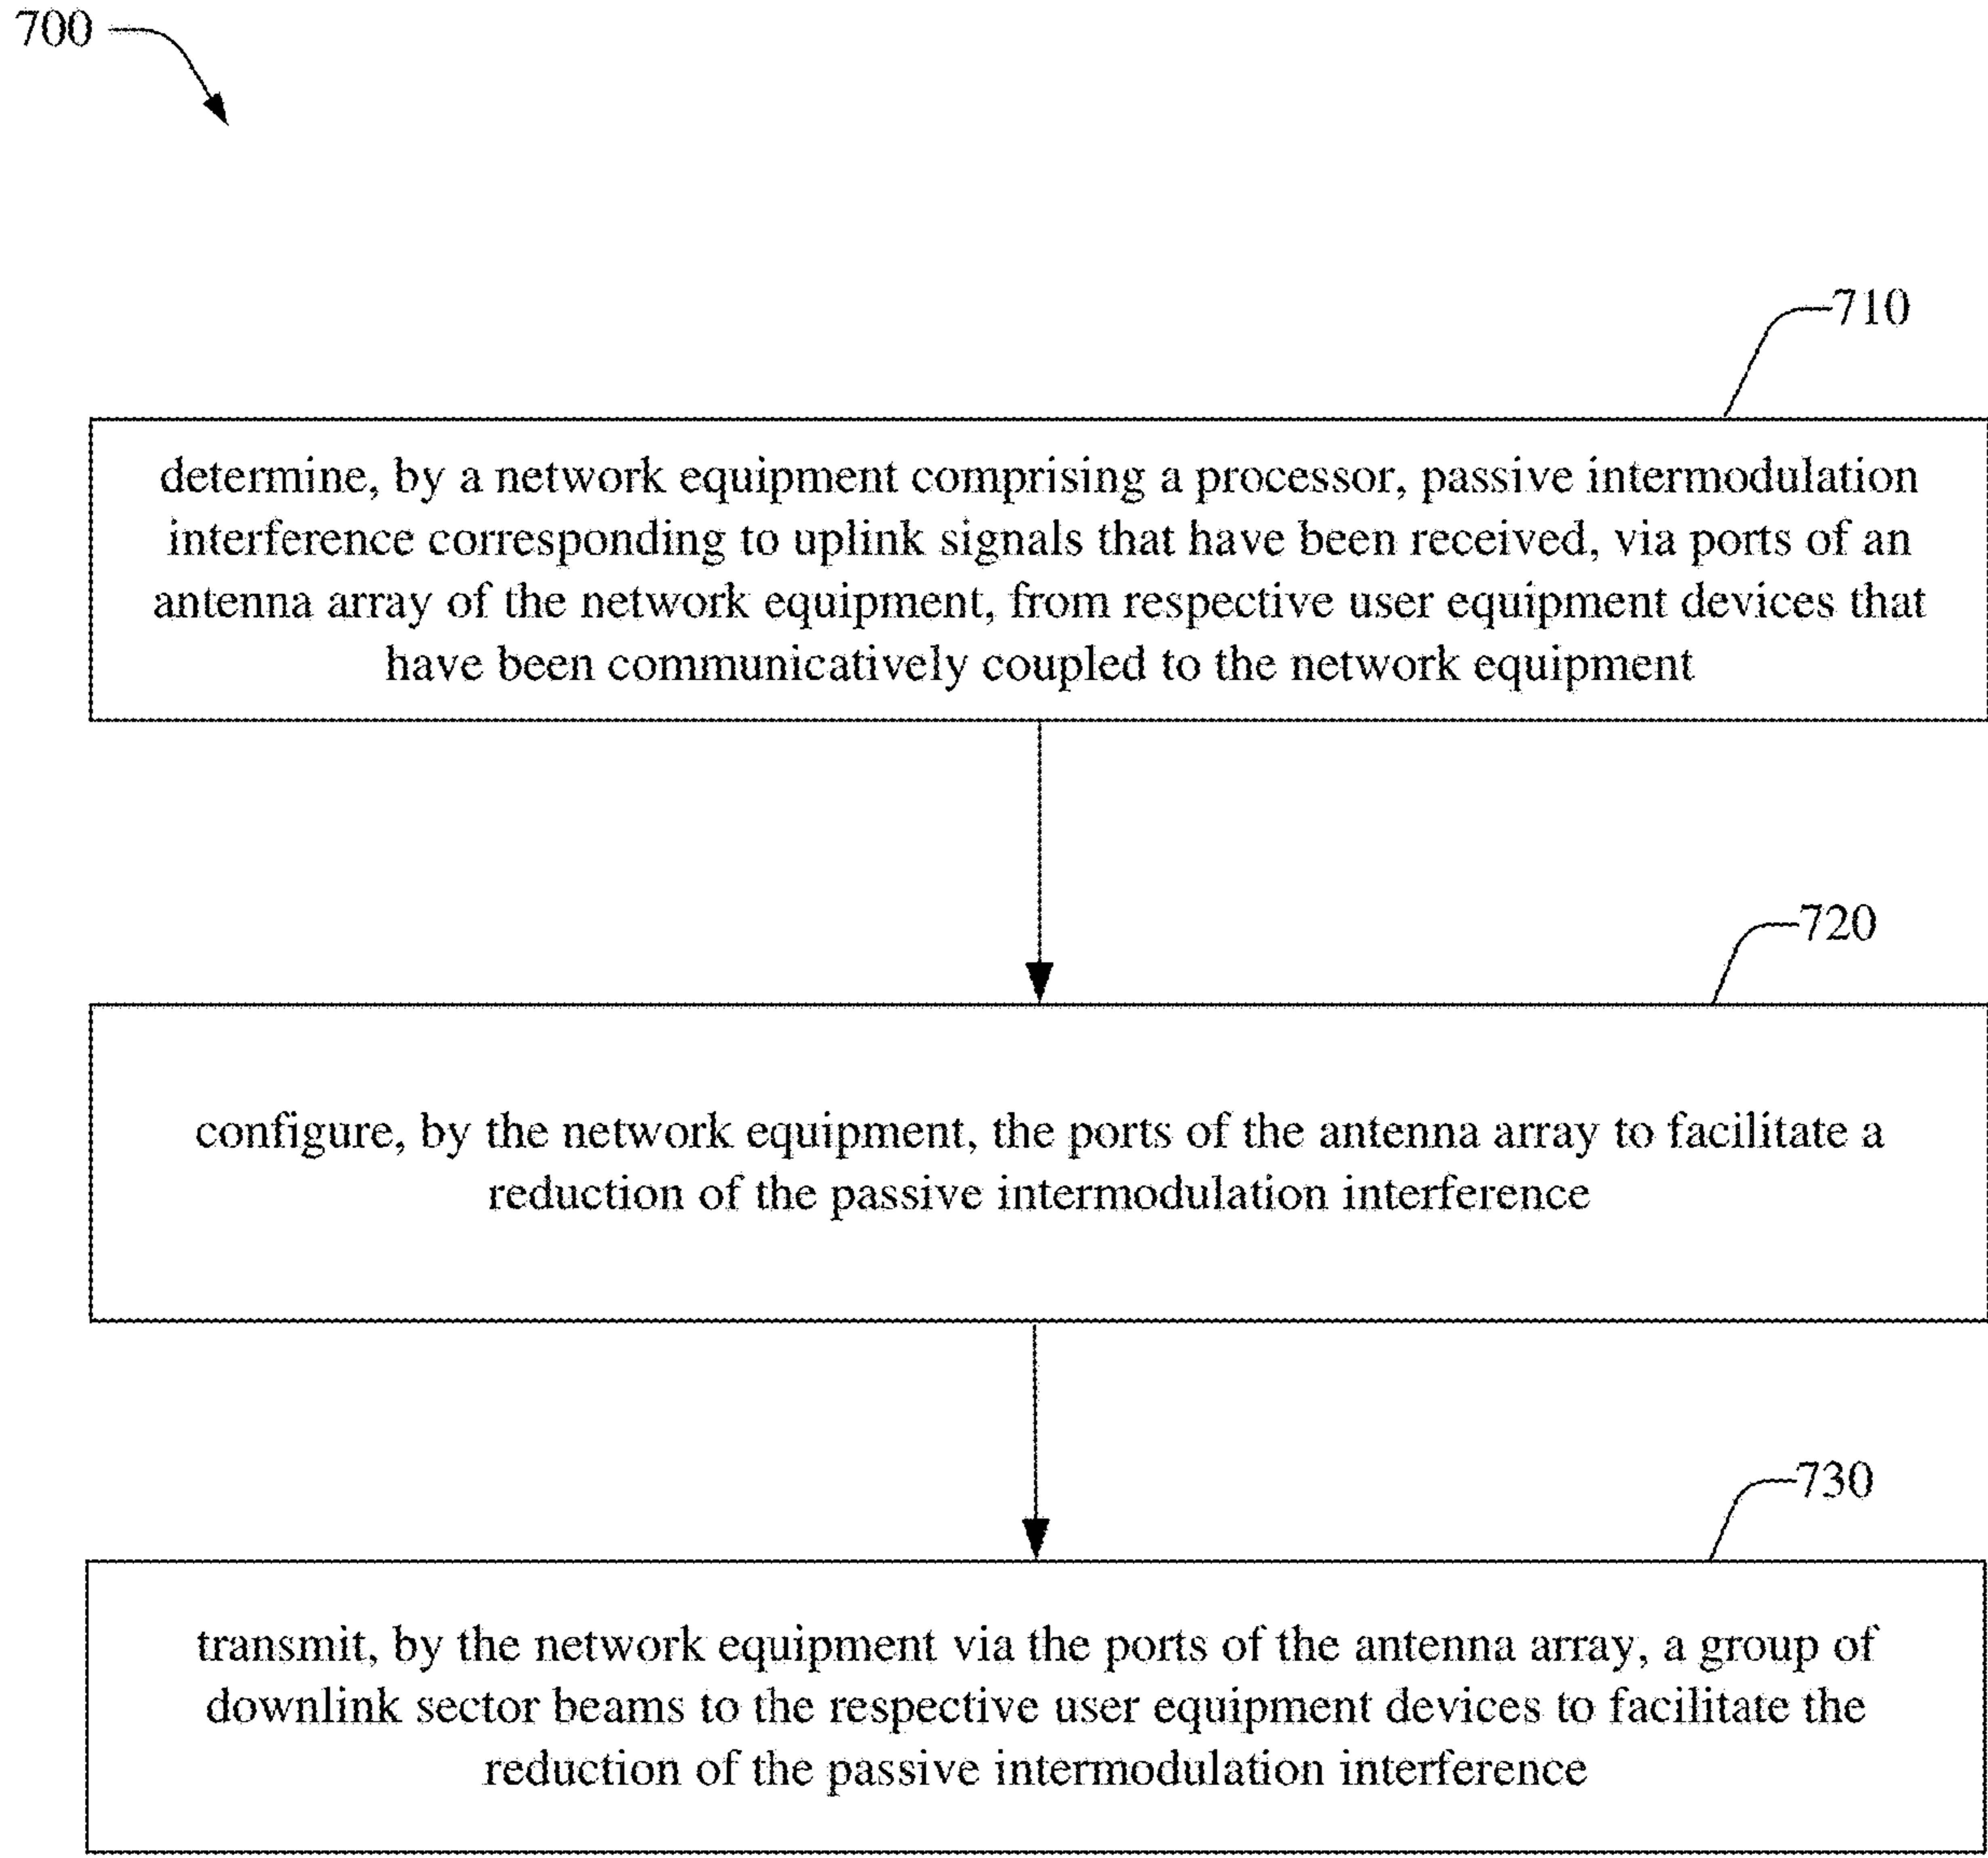 700
710
determine, by a network equipment comprising a processor, passive intermodulation
interference corresponding to uplink signals that have been received, via ports of an
antenna array of the network equipment, from respective user equipment devices that
have been communicatively coupled to the network equipment
720
configure, by the network equipment, the ports of the antenna array to facilitate a
reduction of the passive intermodulation interference
730
transmit, by the network equipment via the ports of the antenna array, a group of
downlink sector beams to the respective user equipment devices to facilitate the
reduction of the passive intermodulation interference